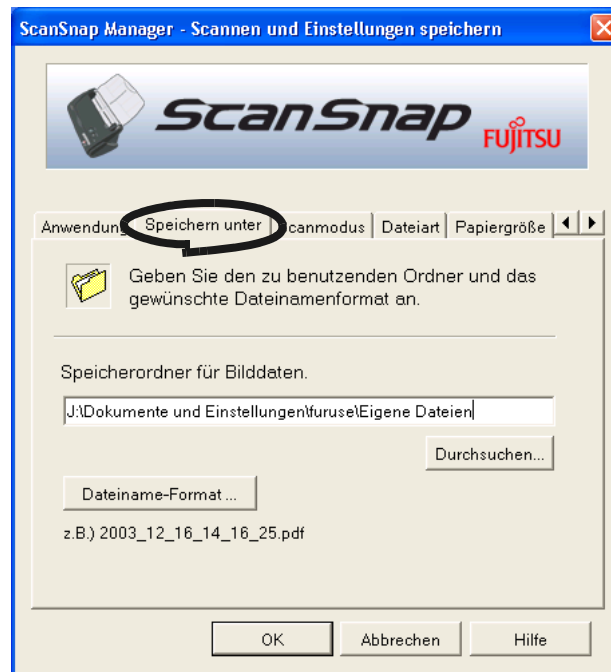 ScanSnap Manager - Scannen und Einstellungen speichern
ScanSnap
FUJITSU
Anwendung Speichern unter Scanmodus Dateiart Papiergröße
Geben Sie den zu benutzenden Ordner und das
gewünschte Dateinamenformat an.
Speicherordner für Bilddaten.
J:\Dokumente und Einstellungen\furuse\Eigene Dateien
Durchsuchen...
Dateiname-Format ...
z.B.) 2003_12_16_14_16_25.pdf
OK Abbrechen Hilfe